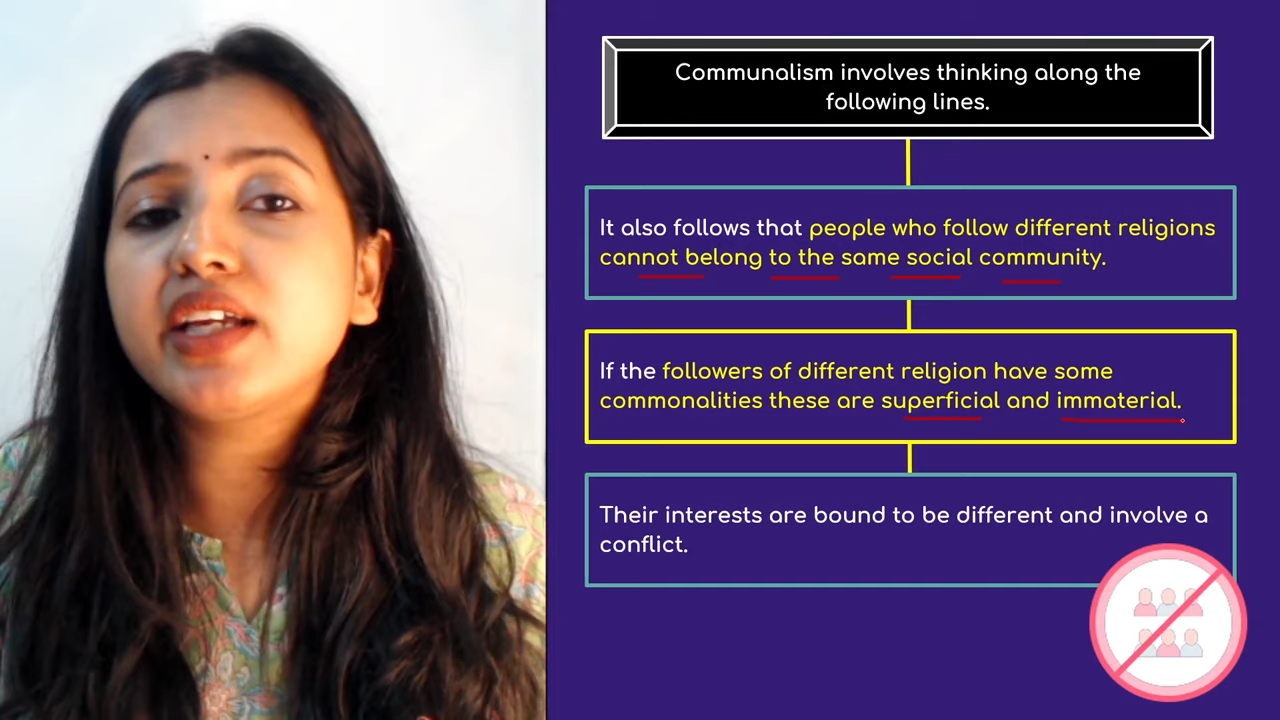 Communalism involves thinking along the
following lines.
It also follows that people who follow different religions
cannot belong to the same social community.
If the followers of different religion have some
commonalities these are superficial and immaterial.
Their interests are bound to be different and involve a
conflict.